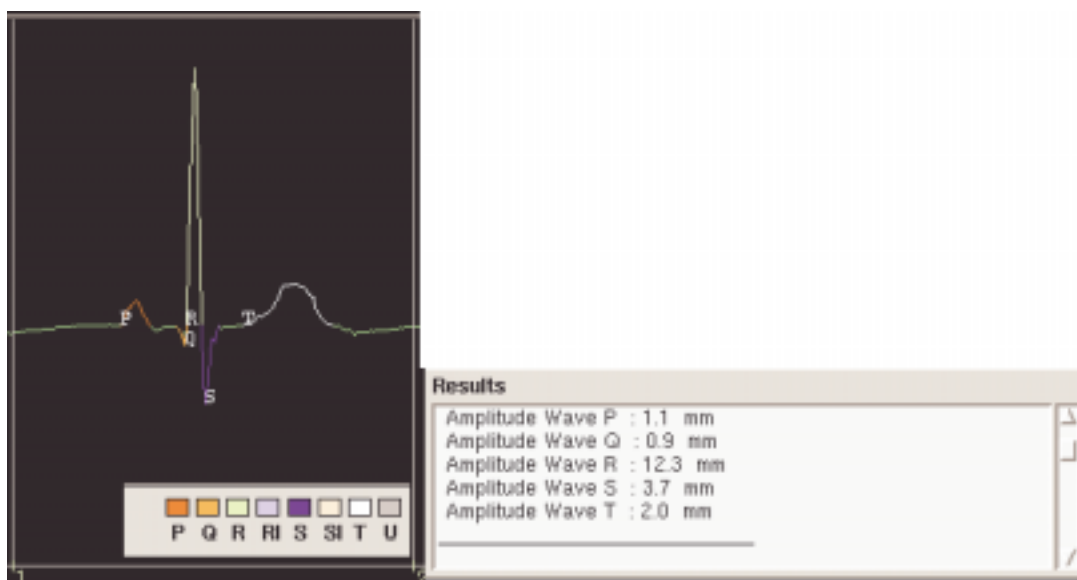 P
R
T
Q
S
P Q R RI S SI T U
1
Results
Amplitude Wave P : 1.1 mm
Amplitude Wave Q : 0.9 mm
Amplitude Wave R : 12.3 mm
Amplitude Wave S : 3.7 mm
Amplitude Wave T : 2.0 mm